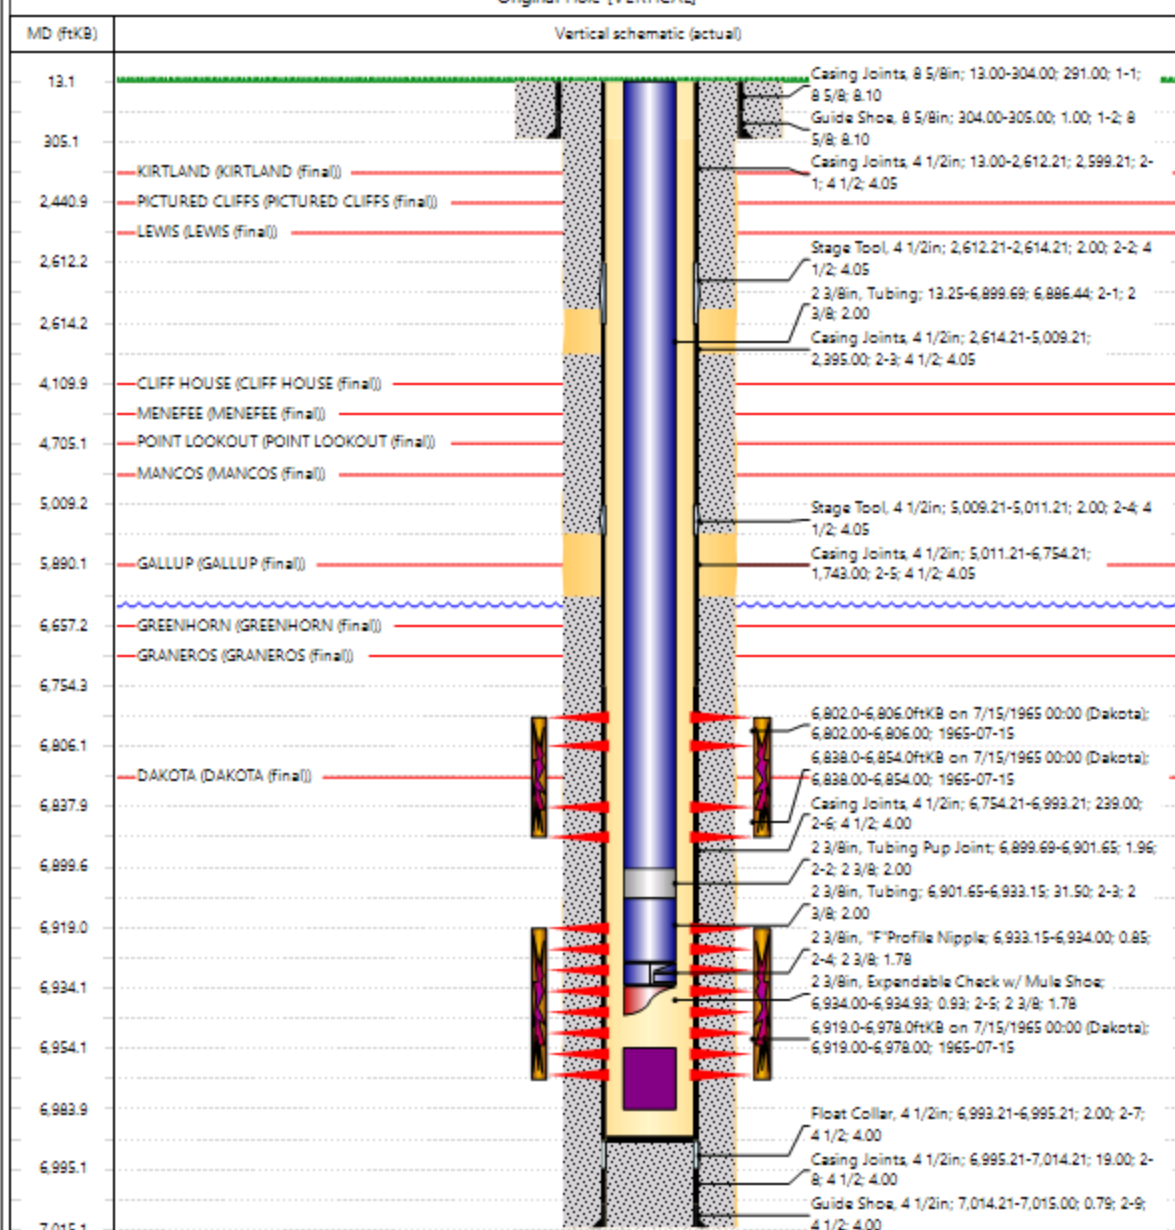 Original Hole [VERTICAL]
MD (ftKB)
Vertical schematic (actual)
13.1
305.1
2,440.9
2,612.2
2,614.2
4,109.9
4,705.1
5,009.2
5,890.1
6,657.2
6,754.3
6,806.1
6,837.9
6,899.6
6,919.0
6,934.1
6,954.1
6,983.9
6,995.1
7,015.1
KIRTLAND (KIRTLAND (final))
PICTURED CLIFFS (PICTURED CLIFFS (final))
LEWIS (LEWIS (final))
CLIFF HOUSE (CLIFF HOUSE (final))
MENEFEE (MENEFEE (final))
POINT LOOKOUT (POINT LOOKOUT (final))
MANCOS (MANCOS (final))
GALLUP (GALLUP (final))
GREENHORN (GREENHORN (final))
GRANEROS (GRANEROS (final))
DAKOTA (DAKOTA (final))
Casing Joints, 8 5/8in; 13.00-304.00; 291.00; 1-1;
8 5/8; 8.10
Guide Shoe, 8 5/8in; 304.00-305.00; 1.00; 1-2; 8
5/8; 8.10
Casing Joints, 4 1/2in; 13.00-2,612.21; 2,599.21; 2-
1; 4 1/2; 4.05
Stage Tool, 4 1/2in; 2,612.21-2,614.21; 2.00; 2-2; 4
1/2; 4.05
2 3/8in, Tubing; 13.25-6,899.69; 6,886.44; 2-1; 2
3/8; 2.00
Casing Joints, 4 1/2in; 2,614.21-5,009.21;
2,395.00; 2-3; 4 1/2; 4.05
Stage Tool, 4 1/2in; 5,009.21-5,011.21; 2.00; 2-4; 4
1/2; 4.05
Casing Joints, 4 1/2in; 5,011.21-6,754.21;
1,743.00; 2-5; 4 1/2; 4.05
6,802.0-6,806.0ftKB on 7/15/1965 00:00 (Dakota);
6,802.00-6,806.00; 1965-07-15
6,838.0-6,854.0ftKB on 7/15/1965 00:00 (Dakota);
6,838.00-6,854.00; 1965-07-15
Casing Joints, 4 1/2in; 6,754.21-6,993.21; 239.00;
2-6; 4 1/2; 4.00
2 3/8in, Tubing Pup Joint; 6,899.69-6,901.65; 1.96;
2-2; 2 3/8; 2.00
2 3/8in, Tubing; 6,901.65-6,933.15; 31.50; 2-3; 2
3/8; 2.00
2 3/8in, "F"Profile Nipple; 6,933.15-6,934.00; 0.85;
2-4; 2 3/8; 1.78
2 3/8in, Expendable Check w/ Mule Shoe;
6,934.00-6,934.93; 0.93; 2-5; 2 3/8; 1.78
6,919.0-6,978.0ftKB on 7/15/1965 00:00 (Dakota);
6,919.00-6,978.00; 1965-07-15
Float Collar, 4 1/2in; 6,993.21-6,995.21; 2.00; 2-7;
4 1/2; 4.00
Casing Joints, 4 1/2in; 6,995.21-7,014.21; 19.00; 2-
8; 4 1/2; 4.00
Guide Shoe, 4 1/2in; 7,014.21-7,015.00; 0.79; 2-9;
4 1/2; 4.00